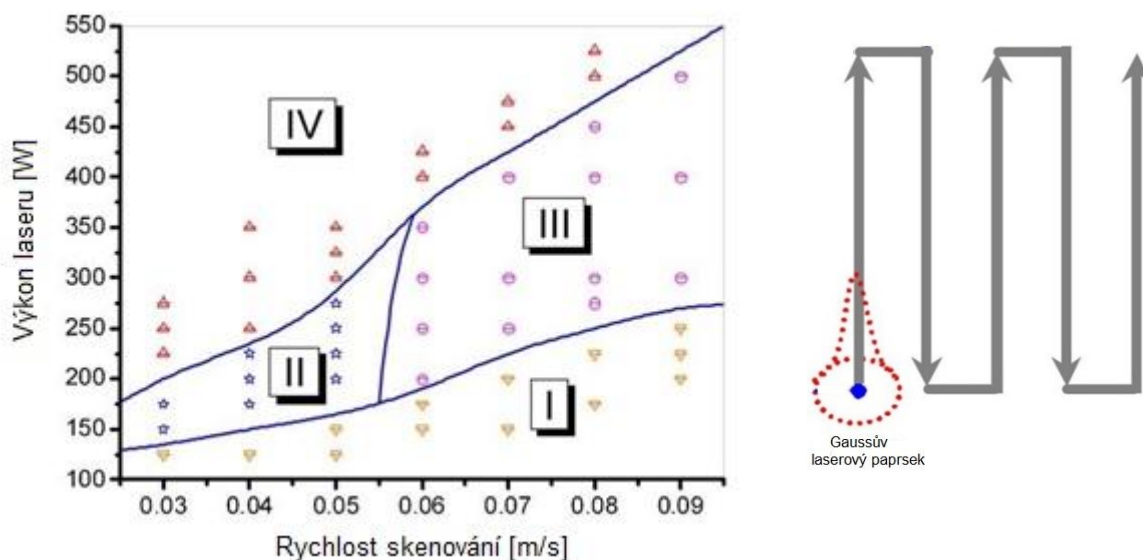 550
500
450
400
350
300
250
200
150
100
Výkon laseru [W]
IV
III
II
I
0.03 0.04 0.05 0.06 0.07 0.08 0.09
Rychlost skenování [m/s]
Gaussův
laserový paprsek